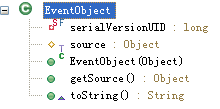 EventObject
serialVersionUID : long
source : Object
EventObject(Object)
getSource() : Object
toString() : String